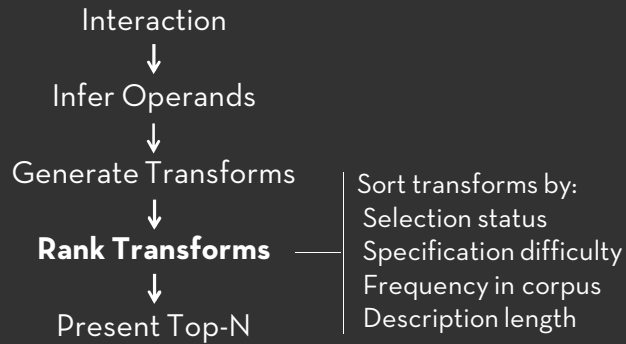 Interaction
Infer Operands
Generate Transforms
Rank Transforms
Present Top-N
Sort transforms by:
Selection status
Specification difficulty
Frequency in corpus
Description length